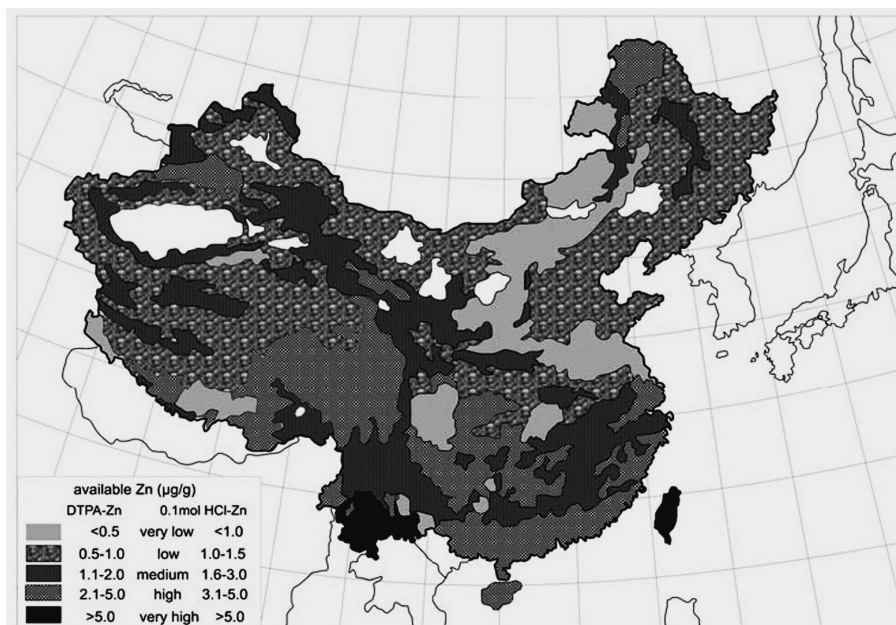 available Zn (µg/g)
DTPA-Zn 0.1mol HCl-Zn
<0.5 very low <1.0
0.5-1.0 low 1.0-1.5
1.1-2.0 medium 1.6-3.0
2.1-5.0 high 3.1-5.0
>5.0 very high >5.0